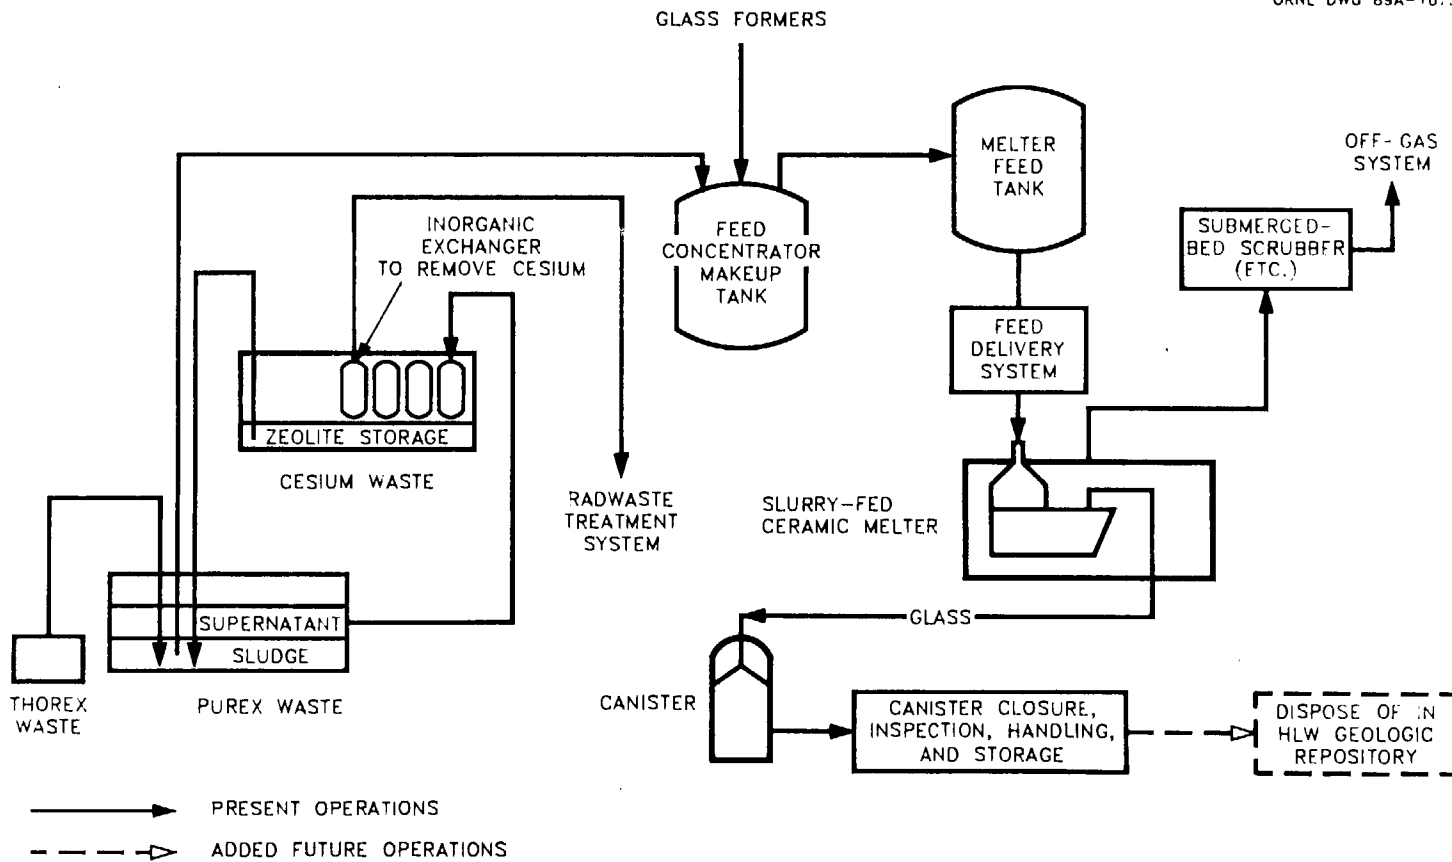 GLASS FORMERS
MELTER
FEED
TANK
OFF-GAS
SYSTEM
INORGANIC
EXCHANGER
TO REMOVE CESIUM
FEED
CONCENTRATOR
MAKEUP
TANK
SUBMERGED-
BED SCRUBBER
(ETC.)
FEED
DELIVERY
SYSTEM
ZEOLITE STORAGE
CESIUM WASTE
RADWASTE
TREATMENT
SYSTEM
SLURRY-FED
CERAMIC MELTER
SUPERNATANT
SLUDGE
GLASS
THOREX
WASTE
PUREX WASTE
CANISTER
CANISTER CLOSURE,
INSPECTION, HANDLING,
AND STORAGE
DISPOSE OF IN
HLW GEOLOGIC
REPOSITORY
PRESENT OPERATIONS
ADDED FUTURE OPERATIONS